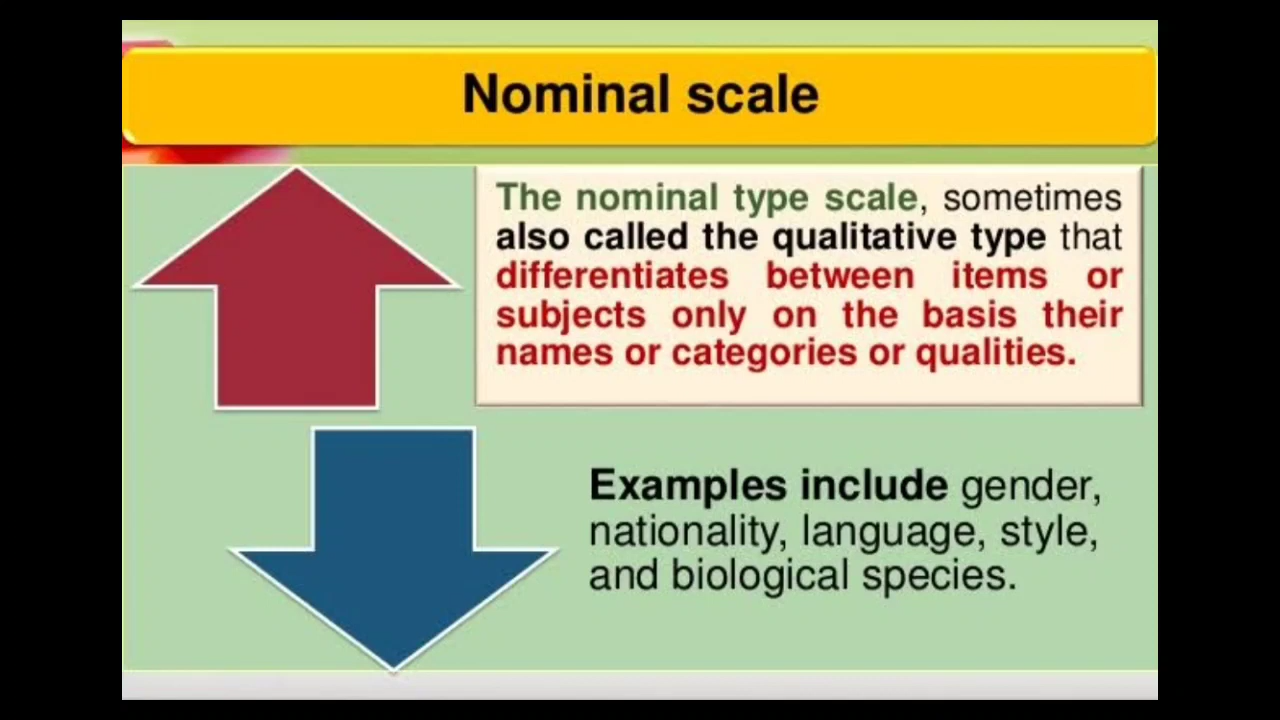 Nominal scale
The nominal type scale, sometimes
also called the qualitative type that
differentiates between items or
subjects only on the basis their
names or categories or qualities.
Examples include gender,
nationality, language, style,
and biological species.